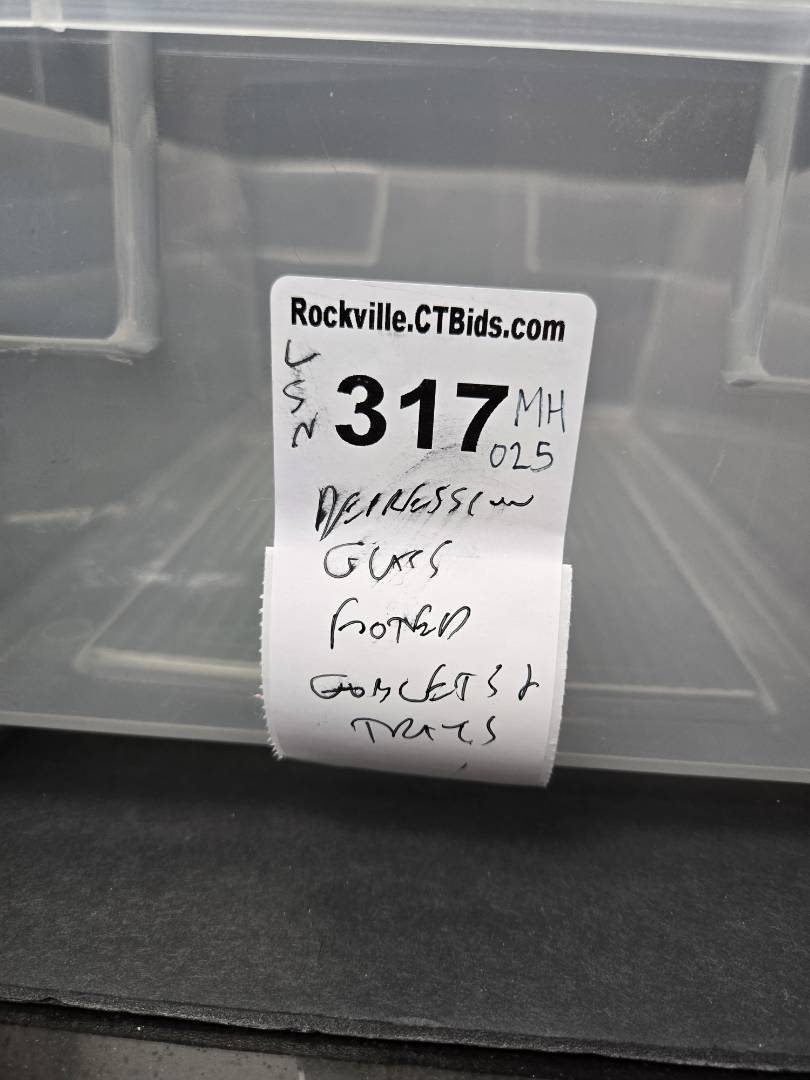 Rockville.CTBids.com
317
MH
025
DEPRESSION
GLASS
FOOTED
GOBLETS &
TRAYS